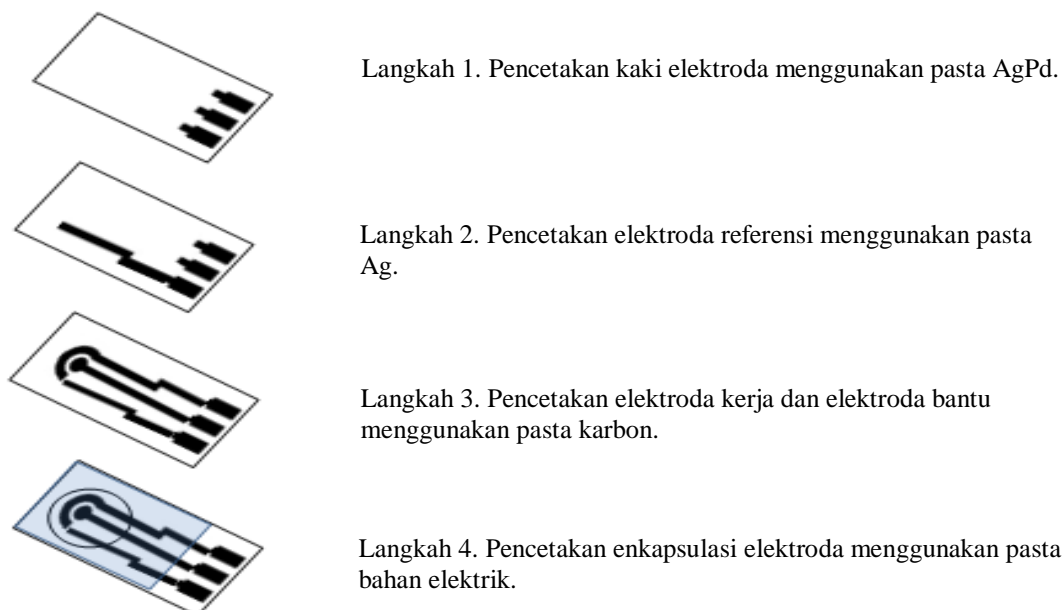 Langkah 1. Pencetakan kaki elektroda menggunakan pasta AgPd.
Langkah 2. Pencetakan elektroda referensi menggunakan pasta
Ag.
Langkah 3. Pencetakan elektroda kerja dan elektroda bantu
menggunakan pasta karbon.
Langkah 4. Pencetakan enkapsulasi elektroda menggunakan pasta
bahan elektrik.